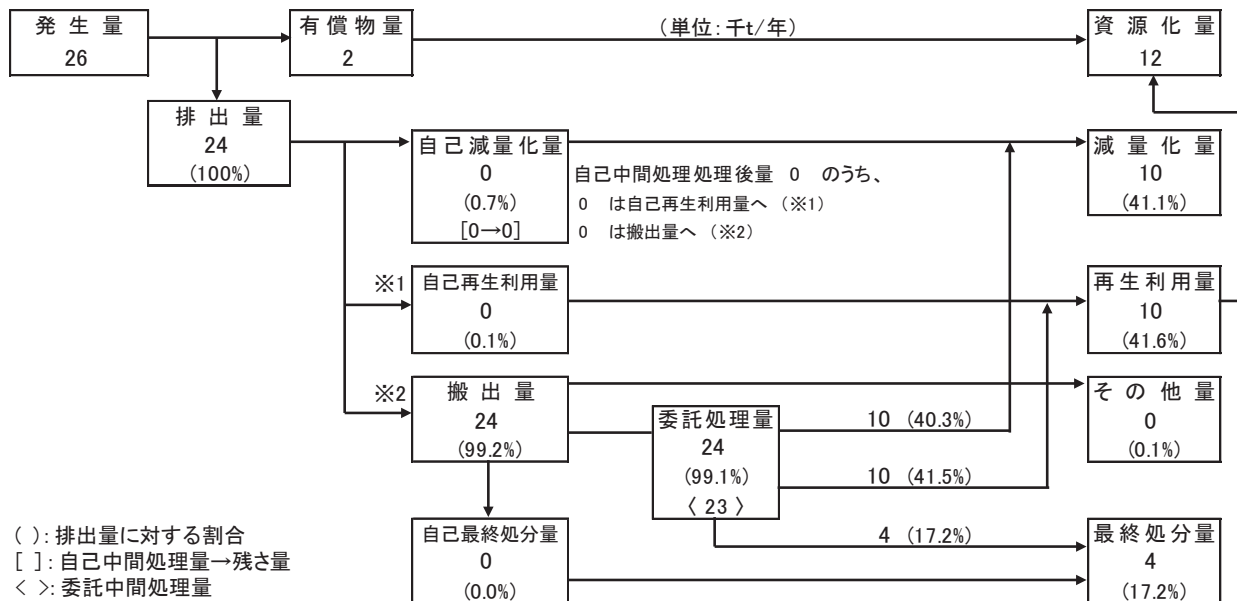 発生量
26
有償物量
2
(単位:千t/年)
資源化量
12
排出量
24
(100%)
自己減量化量
0
(0.7%)
[0→0]
自己中間処理処理後量 0 のうち、
0 は自己再生利用量へ (※1)
0 は搬出量へ (※2)
減量化量
10
(41.1%)
※1
自己再生利用量
0
(0.1%)
再生利用量
10
(41.6%)
※2
搬出量
24
(99.2%)
委託処理量
24
(99.1%)
〈 23 〉
10 (40.3%)
10 (41.5%)
その他量
0
(0.1%)
4 (17.2%)
自己最終処分量
0
(0.0%)
最終処分量
4
(17.2%)
( ):排出量に対する割合
[ ]:自己中間処理量→残さ量
< >:委託中間処理量